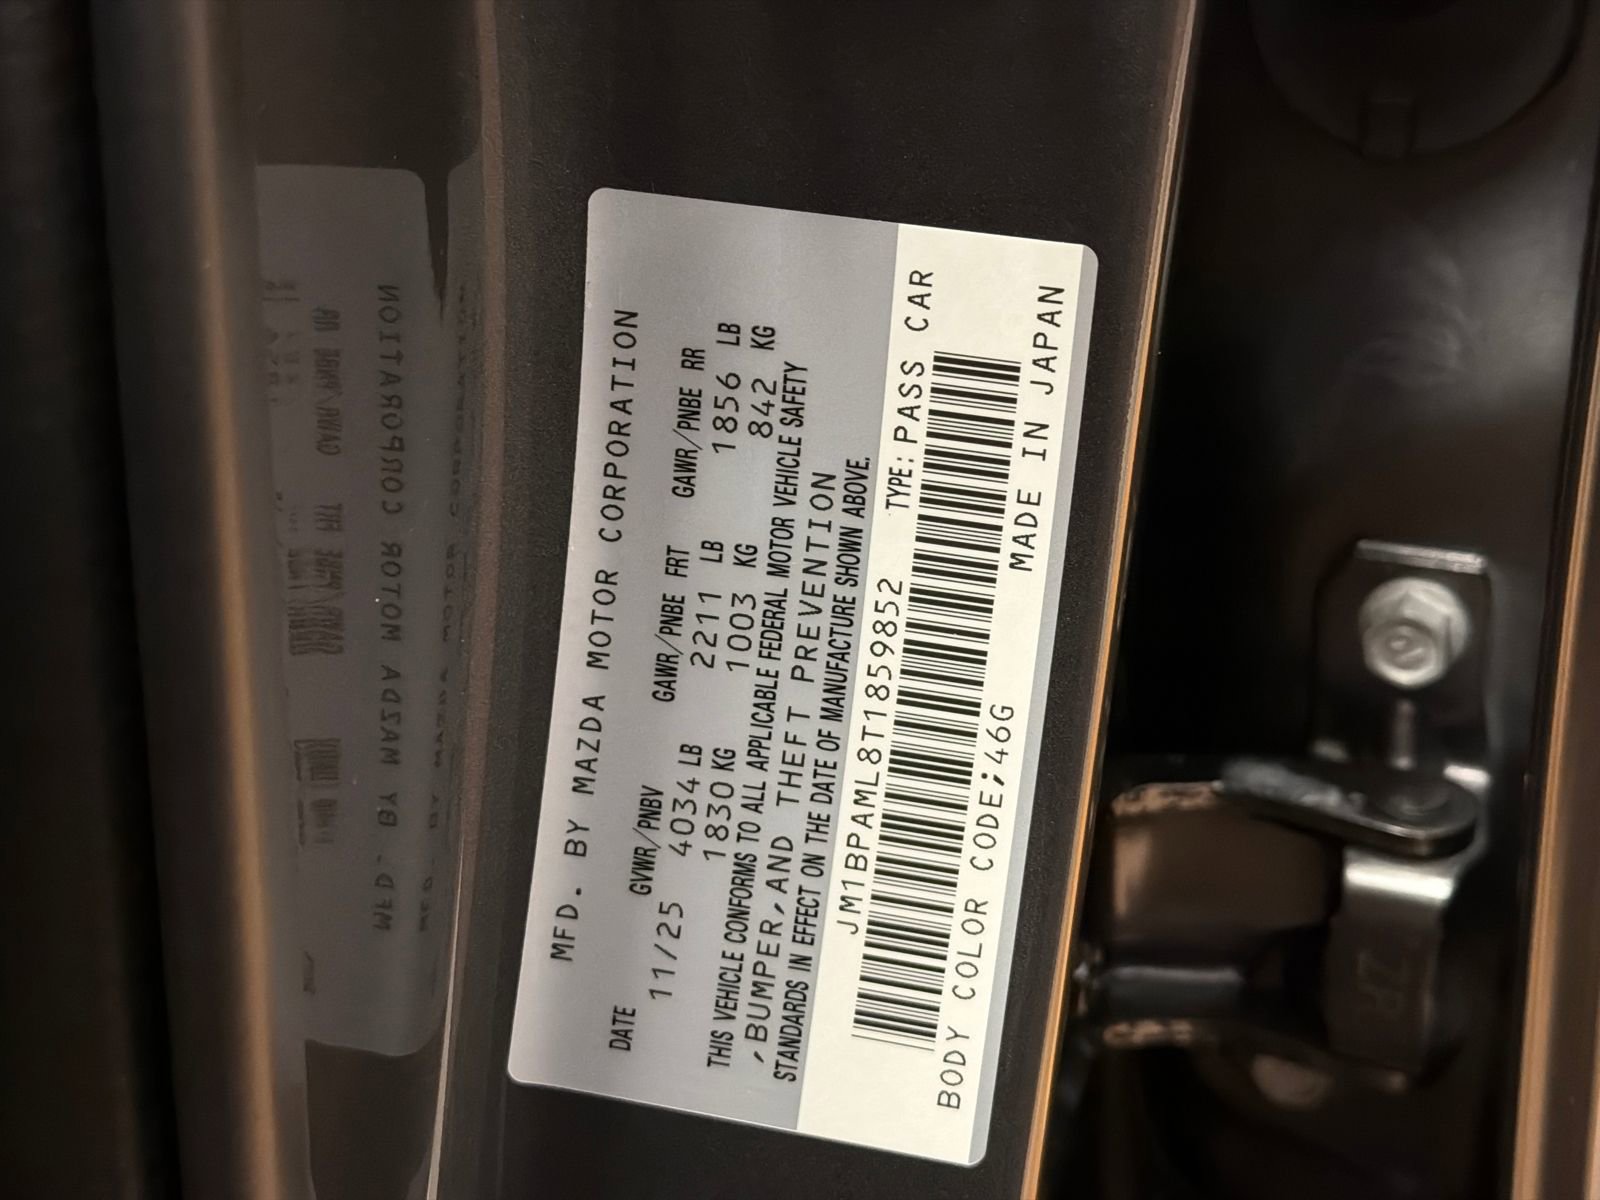 MFD. BY MAZDA MOTOR CORPORATION
DATE GVWR/PNBV GAWR/PNBE FRT GAWR/PNBE RR
11/25 4034 LB 2211 LB 1856 LB
1830 KG 1003 KG 842 KG
THIS VEHICLE CONFORMS TO ALL APPLICABLE FEDERAL MOTOR VEHICLE SAFETY
,BUMPER,AND THEFT PREVENTION
STANDARDS IN EFFECT ON THE DATE OF MANUFACTURE SHOWN ABOVE.
JM1BPAML8T1859852 TYPE: PASS CAR
BODY COLOR CODE:46G MADE IN JAPAN